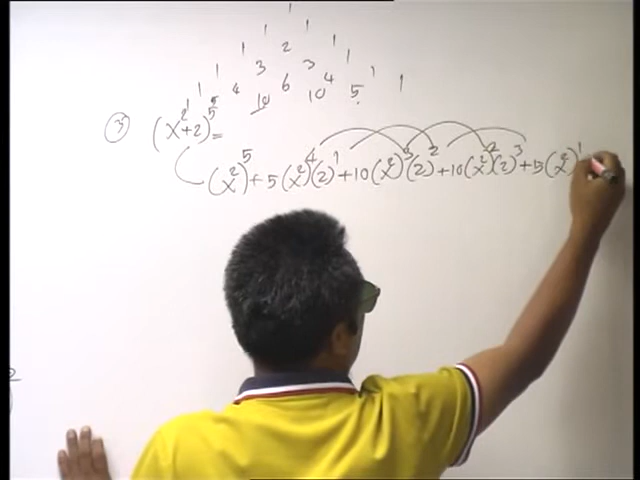 1
1 1
1 2 1
1 3 3 1
1 4 6 4 1
1 5 10 10 5 1
③ (x²+2)⁵ =
(x²)⁵+5(x²)⁴(2)¹+10(x²)³(2)²+10(x²)²(2)³+5(x²)¹